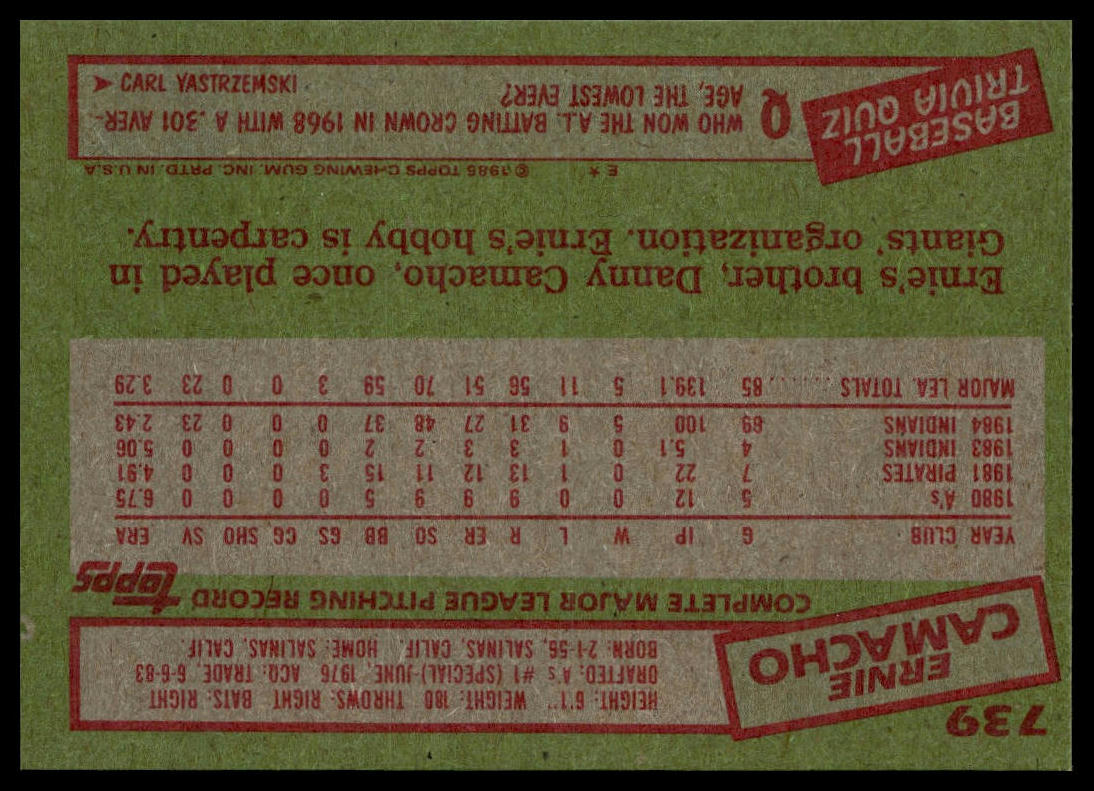 739
ERNIE
CAMACHO
HEIGHT: 6'1" WEIGHT: 180 THROWS: RIGHT BATS: RIGHT
DRAFTED: A's #1 (SPECIAL)-JUNE, 1976 ACQ: TRADE, 6-6-83
BORN: 2-1-56, SALINAS, CALIF. HOME: SALINAS, CALIF.
COMPLETE MAJOR LEAGUE PITCHING RECORD topps
YEAR CLUB G IP W L R ER SO BB GS CG SHO SV ERA
1980 A's 5 12 0 0 9 9 9 5 0 0 0 0 6.75
1981 PIRATES 7 22 0 1 13 12 11 15 3 0 0 0 4.91
1983 INDIANS 4 5.1 0 1 3 3 2 2 0 0 0 0 5.06
1984 INDIANS 69 100 5 9 31 27 48 37 0 0 0 23 2.43
MAJOR LEA. TOTALS ...... 85 139.1 5 11 56 51 70 59 3 0 0 23 3.29
Ernie's brother, Danny Camacho, once played in
Giants' organization. Ernie's hobby is carpentry.
E * © 1985 TOPPS CHEWING GUM, INC. PRTD. IN U.S.A.
BASEBALL
TRIVIA QUIZ
Q WHO WON THE A.L. BATTING CROWN IN 1968 WITH A .301 AVER-
AGE, THE LOWEST EVER?
CARL YASTRZEMSKI